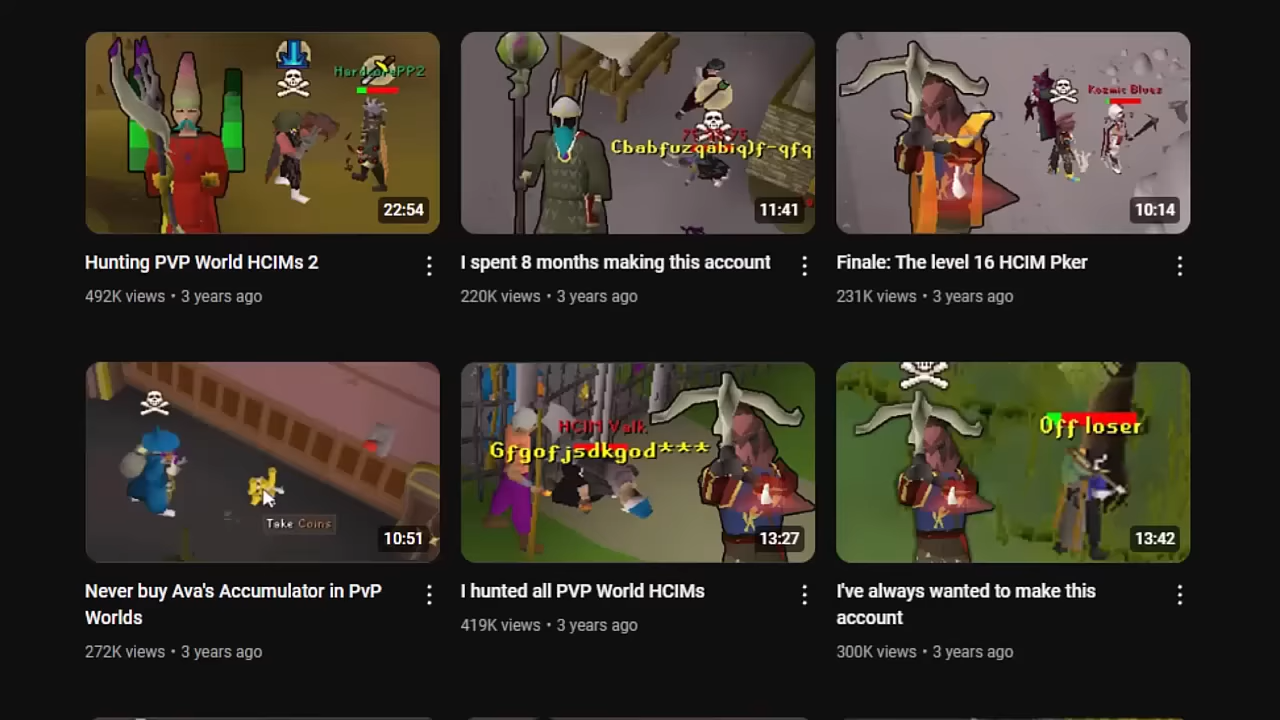 HardcorePP2
22:54
Cbabfuzqabiq)f-qfq
11:41
Kozmic Blues
10:14
Hunting PVP World HCIMs 2
I spent 8 months making this account
Finale: The level 16 HCIM Pker
492K views • 3 years ago
220K views • 3 years ago
231K views • 3 years ago
Take Coins
10:51
HCIM Valk
Gfgofjsdkgod***
13:27
Off loser
13:42
Never buy Ava's Accumulator in PvP
Worlds
I hunted all PVP World HCIMs
I've always wanted to make this
account
272K views • 3 years ago
419K views • 3 years ago
300K views • 3 years ago